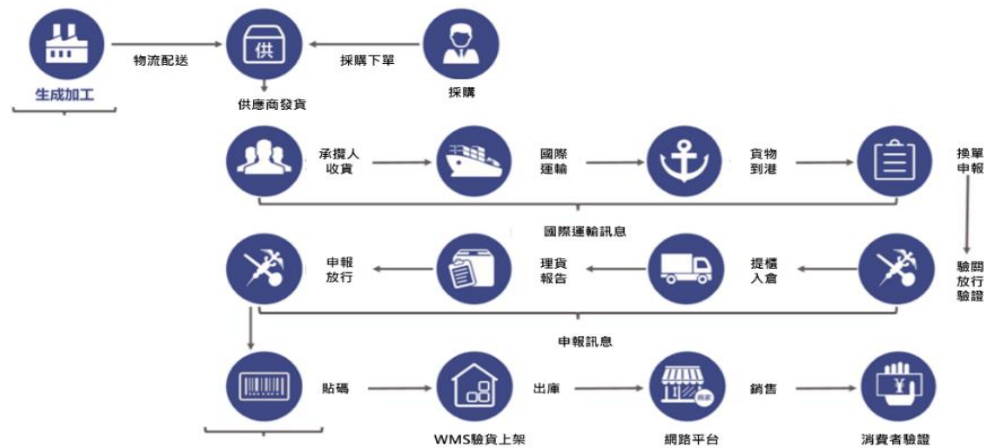 供
物流配送
採購下單
生成加工
供應商發貨
採購
承攬人
收貨
國際
運輸
貨物
到港
換單
申報
國際運輸訊息
申報
放行
理貨
報告
提櫃
入倉
驗關
放行
驗證
申報訊息
貼碼
出庫
商家
銷售
¥
WMS驗貨上架
網路平台
消費者驗證